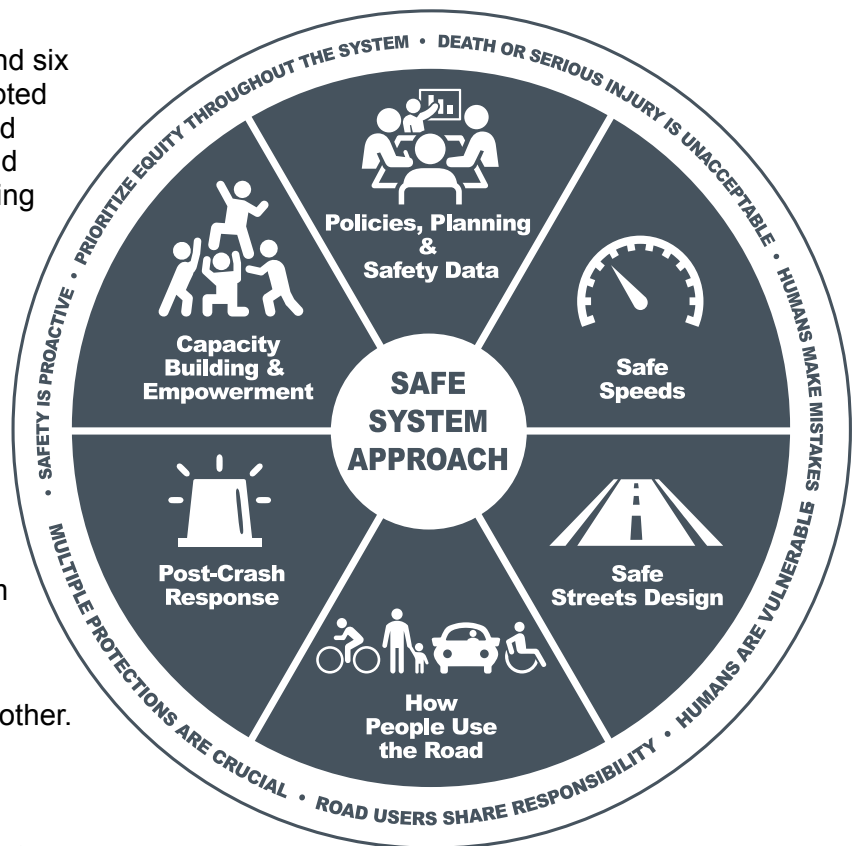 nd six
d
d
ing
other.
• SAFETY IS PROACTIVE • PRIORITIZE EQUITY THROUGHOUT THE SYSTEM • DEATH OR SERIOUS INJURY IS UNACCEPTABLE • HUMANS MAKE MISTAKES
MULTIPLE PROTECTIONS ARE CRUCIAL • ROAD USERS SHARE RESPONSIBILITY • HUMANS ARE VULNERABLE
Policies, Planning
&
Safety Data
Safe
Speeds
Safe
Streets Design
How
People Use
the Road
Post-Crash
Response
Capacity
Building &
Empowerment
SAFE
SYSTEM
APPROACH